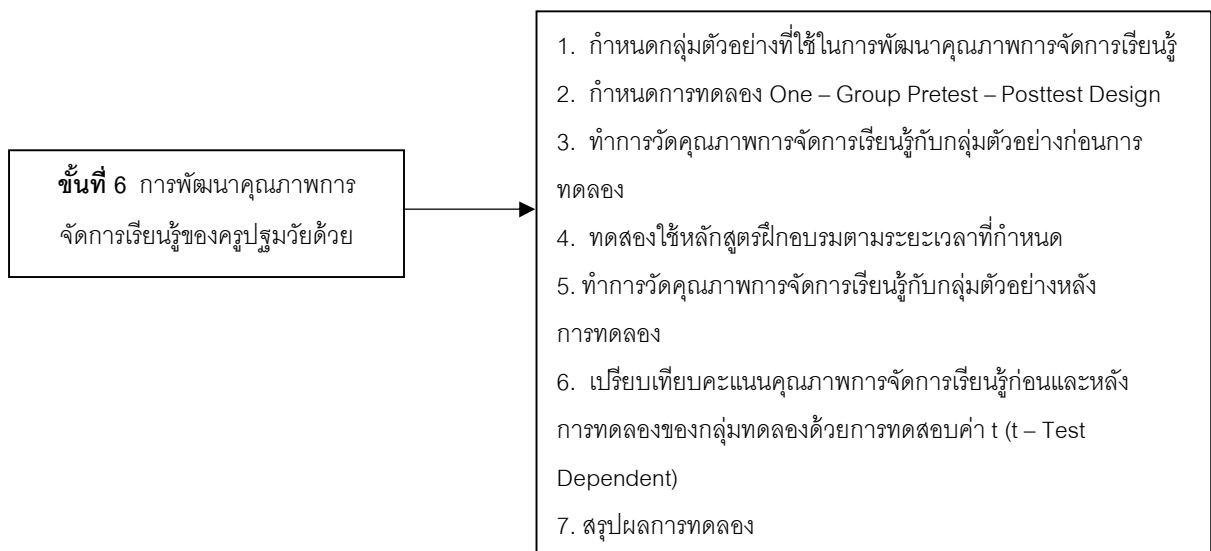 ขั้นที่ 6 การพัฒนาคุณภาพการ
จัดการเรียนรู้ของครูปฐมวัยด้วย
1. กำหนดกลุ่มตัวอย่างที่ใช้ในการพัฒนาคุณภาพการจัดการเรียนรู้
2. กำหนดการทดลอง One – Group Pretest – Posttest Design
3. ทำการวัดคุณภาพการจัดการเรียนรู้กับกลุ่มตัวอย่างก่อนการ
ทดลอง
4. ทดสองใช้หลักสูตรฝึกอบรมตามระยะเวลาที่กำหนด
5. ทำการวัดคุณภาพการจัดการเรียนรู้กับกลุ่มตัวอย่างหลัง
การทดลอง
6. เปรียบเทียบคะแนนคุณภาพการจัดการเรียนรู้ก่อนและหลัง
การทดลองของกลุ่มทดลองด้วยการทดสอบค่า t (t – Test
Dependent)
7. สรุปผลการทดลอง